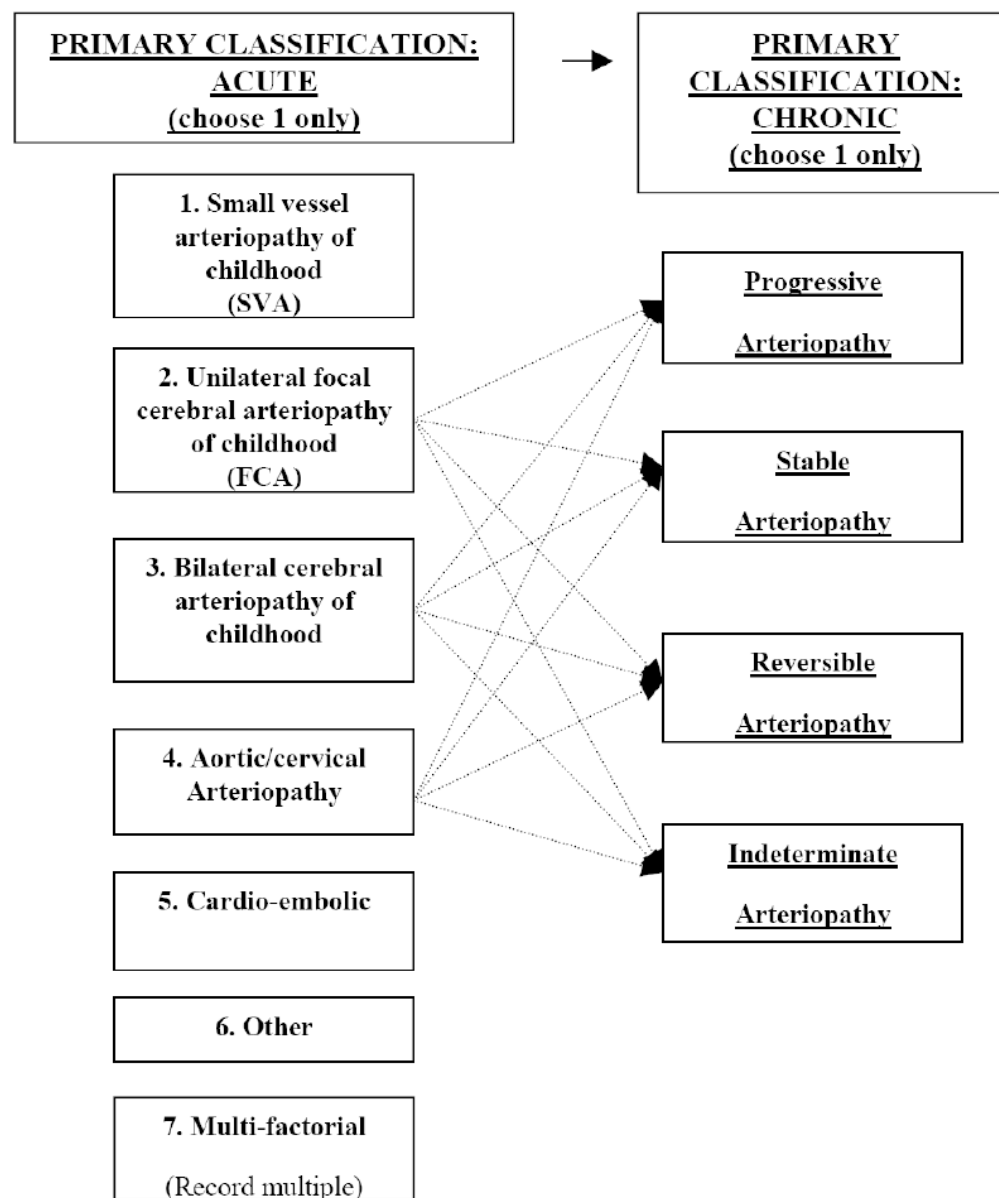 PRIMARY CLASSIFICATION:
ACUTE
(choose 1 only)
PRIMARY
CLASSIFICATION:
CHRONIC
(choose 1 only)
1. Small vessel
arteriopathy of
childhood
(SVA)
2. Unilateral focal
cerebral arteriopathy
of childhood
(FCA)
3. Bilateral cerebral
arteriopathy of
childhood
4. Aortic/cervical
Arteriopathy
5. Cardio-embolic
6. Other
7. Multi-factorial
(Record multiple)
Progressive
Arteriopathy
Stable
Arteriopathy
Reversible
Arteriopathy
Indeterminate
Arteriopathy